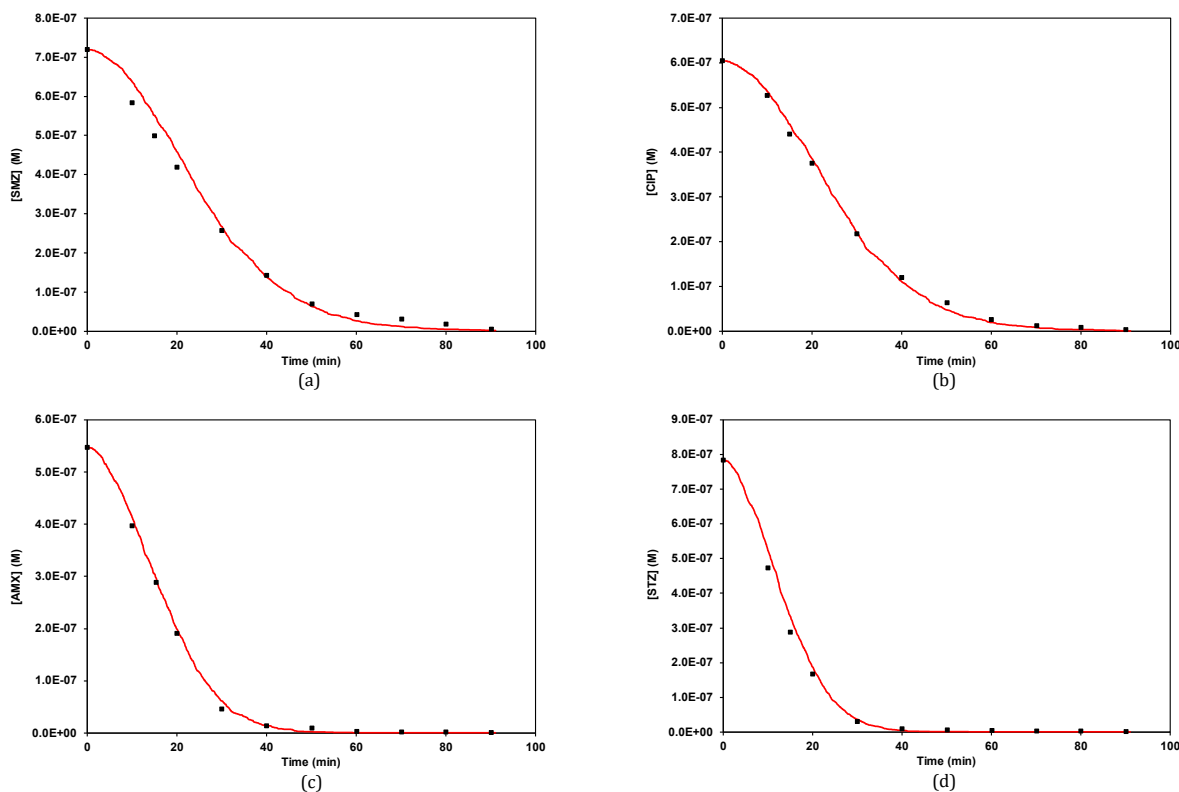 8.0E-07
7.0E-07
6.0E-07
5.0E-07
4.0E-07
3.0E-07
2.0E-07
1.0E-07
0.0E+00
[SMZ] (M)
0 20 40 60 80 100
Time (min)
(a)
7.0E-07
6.0E-07
5.0E-07
4.0E-07
3.0E-07
2.0E-07
1.0E-07
0.0E+00
[CIP] (M)
0 20 40 60 80 100
Time (min)
(b)
6.0E-07
5.0E-07
4.0E-07
3.0E-07
2.0E-07
1.0E-07
0.0E+00
[AMX] (M)
0 20 40 60 80 100
Time (min)
(c)
9.0E-07
8.0E-07
7.0E-07
6.0E-07
5.0E-07
4.0E-07
3.0E-07
2.0E-07
1.0E-07
0.0E+00
[STZ] (M)
0 20 40 60 80 100
Time (min)
(d)